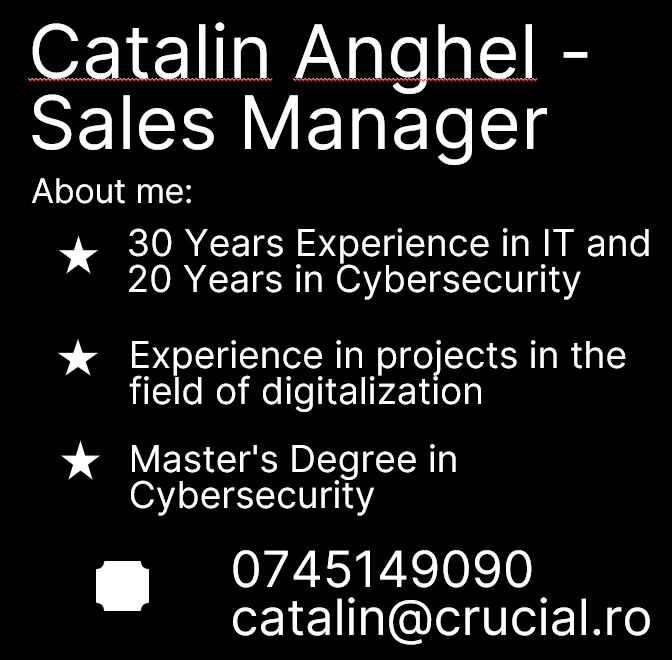 Catalin Anghel -
Sales Manager
About me:
30 Years Experience in IT and
20 Years in Cybersecurity
Experience in projects in the
field of digitalization
Master's Degree in
Cybersecurity
0745149090
catalin@crucial.ro